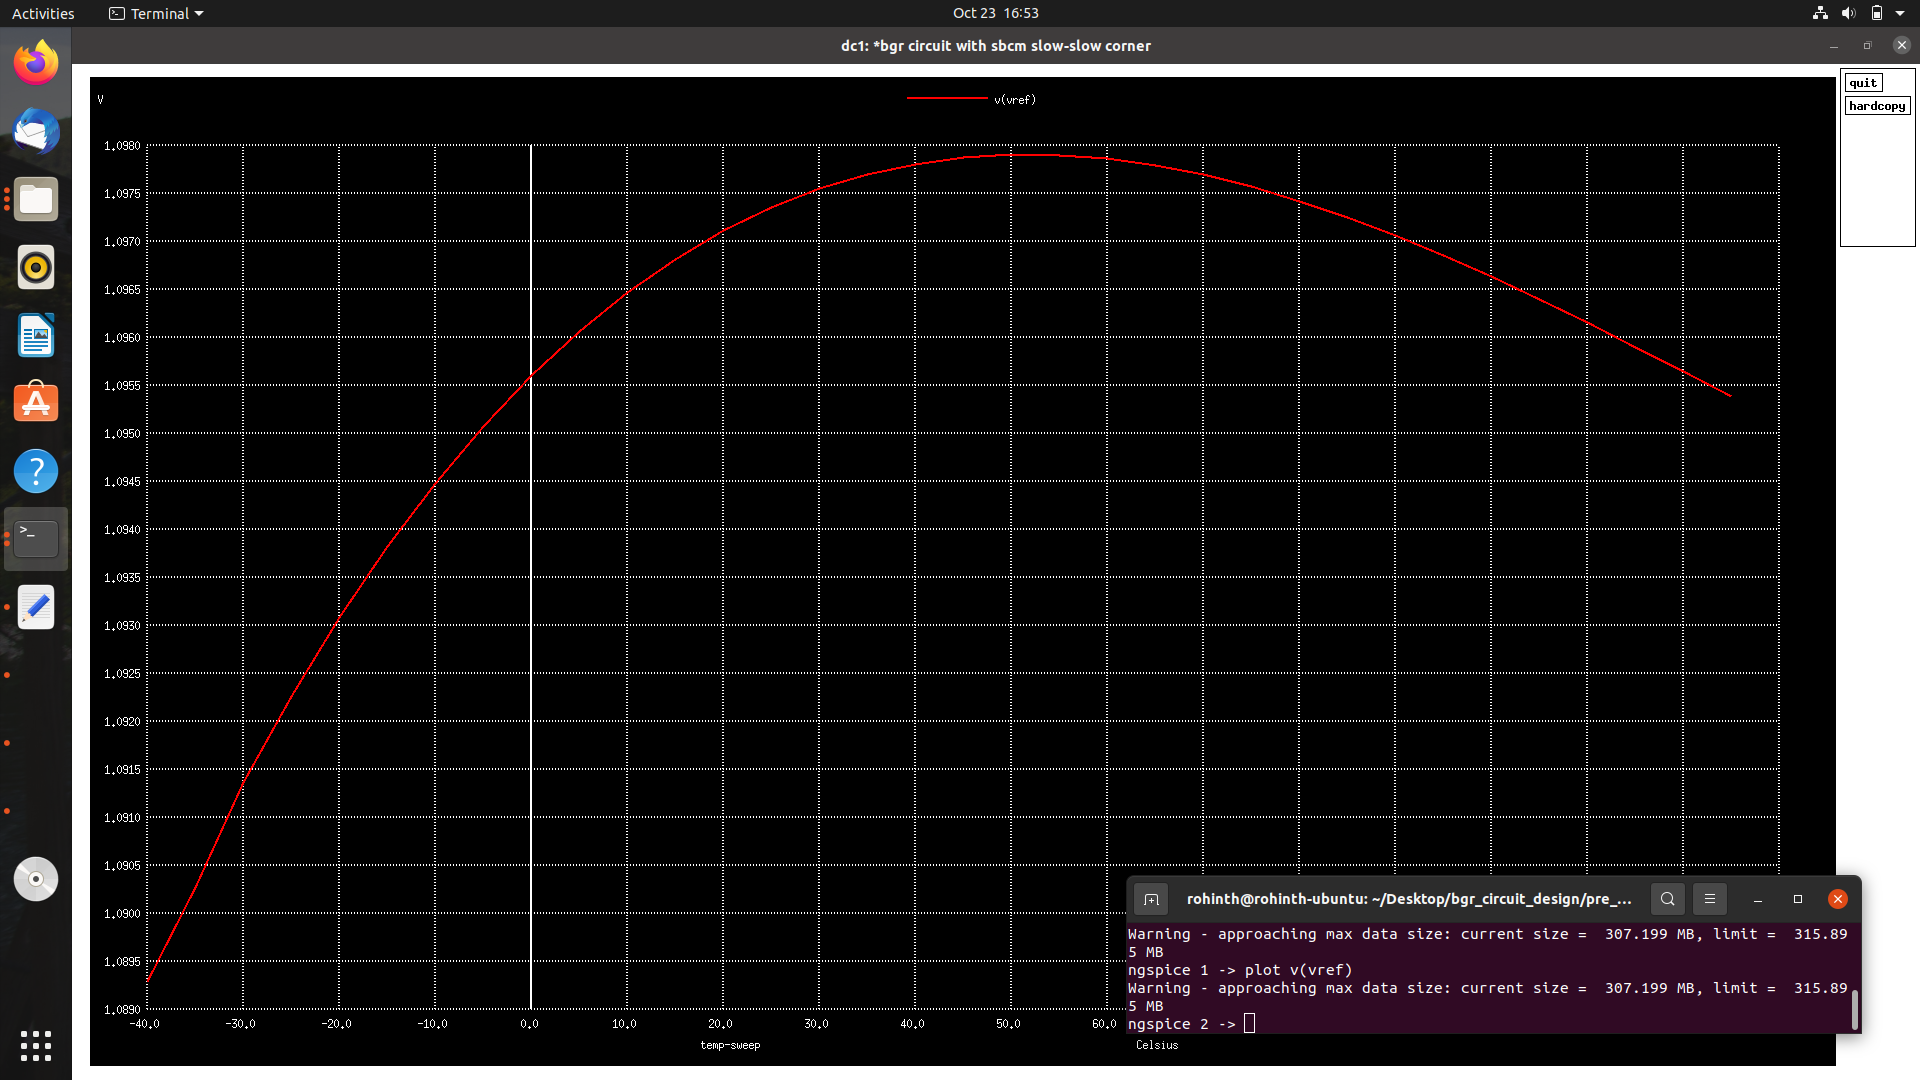 Activities
Terminal
Oct 23 16:53
dc1: *bgr circuit with sbcm slow-slow corner
quit
hardcopy
V
v(vref)
1.0980
1.0975
1.0970
1.0965
1.0960
1.0955
1.0950
1.0945
1.0940
1.0935
1.0930
1.0925
1.0920
1.0915
1.0910
1.0905
1.0900
1.0895
1.0890
-40.0 -30.0 -20.0 -10.0 0.0 10.0 20.0 30.0 40.0 50.0 60.0
temp-sweep Celsius
rohinth@rohinth-ubuntu: ~/Desktop/bgr_circuit_design/pre_...
Warning - approaching max data size: current size = 307.199 MB, limit = 315.89
5 MB
ngspice 1 -> plot v(vref)
Warning - approaching max data size: current size = 307.199 MB, limit = 315.89
5 MB
ngspice 2 ->